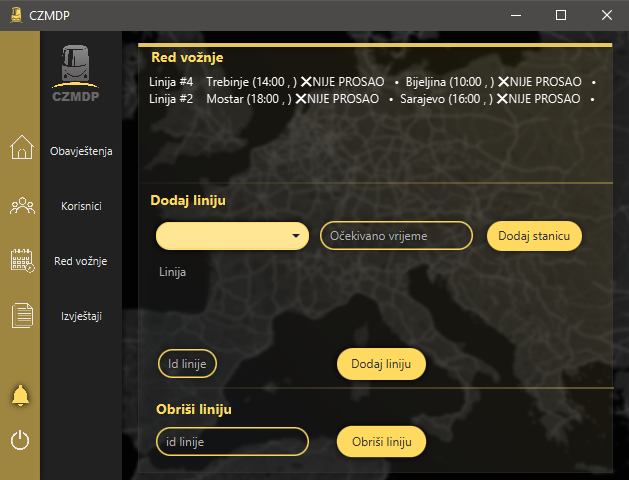 CZMDP
CZMDP
Obavještenja
Korisnici
Red vožnje
Izvještaji
Red vožnje
Linija #4 Trebinje (14:00 , ) ❌NIJE PROSAO • Bijeljina (10:00 , ) ❌NIJE PROSAO •
Linija #2 Mostar (18:00 , ) ❌NIJE PROSAO • Sarajevo (16:00 , ) ❌NIJE PROSAO •
Dodaj liniju
Očekivano vrijeme
Dodaj stanicu
Linija
Id linije
Dodaj liniju
Obriši liniju
id linije
Obriši liniju